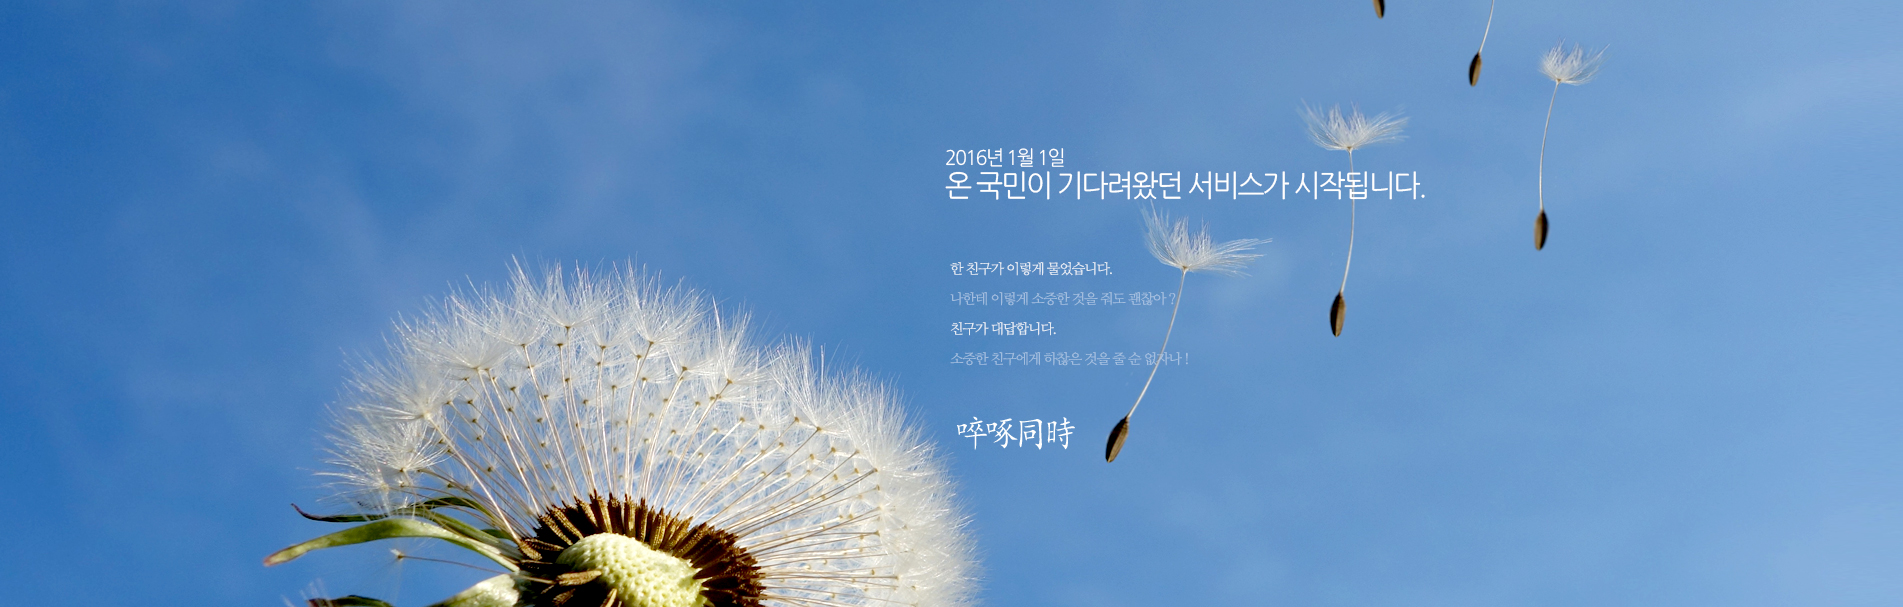 2016년 1월 1일
온 국민이 기다려왔던 서비스가 시작됩니다.
한 친구가 이렇게 물었습니다.
나한테 이렇게 소중한 것을 줘도 괜찮아 ?
친구가 대답합니다.
소중한 친구에게 하찮은 것을 줄 순 없자나 !
啐啄同時